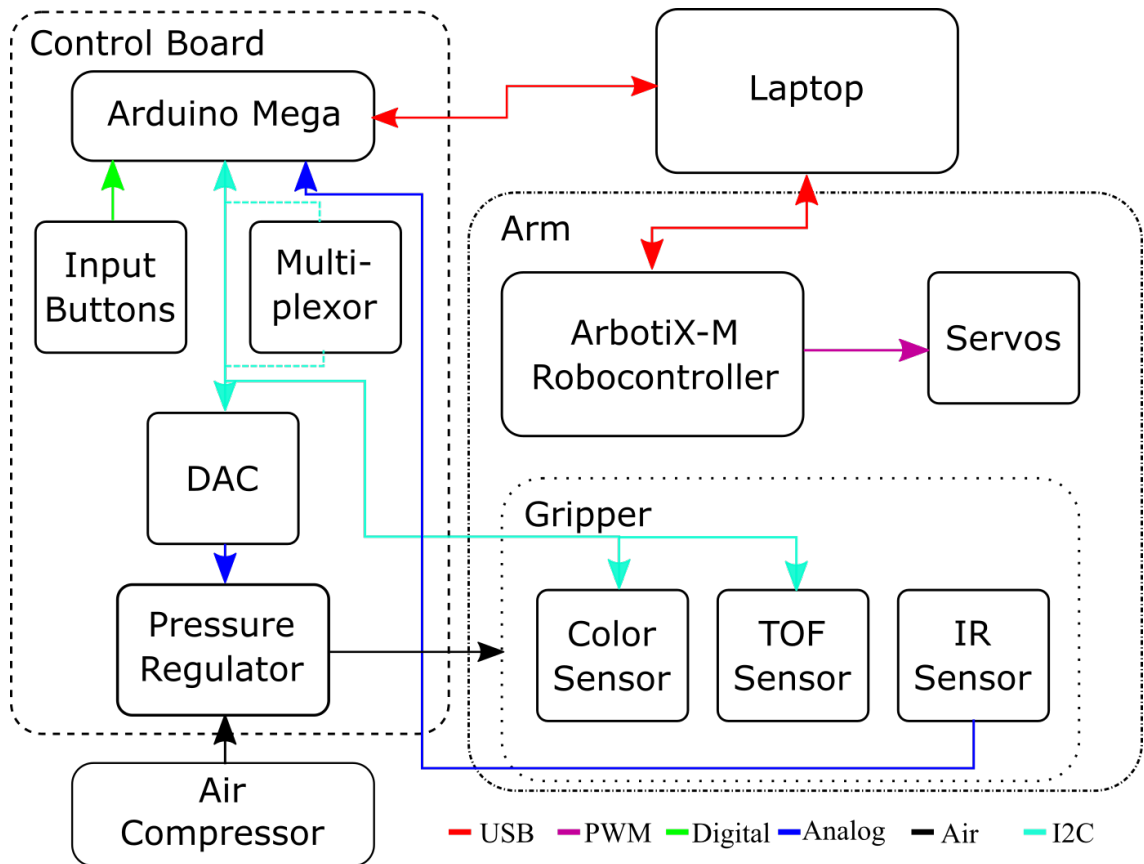 Control Board
Arduino Mega
Laptop
Input
Buttons
Multi-
plexor
Arm
ArbotiX-M
Robocontroller
Servos
DAC
Gripper
Pressure
Regulator
Color
Sensor
TOF
Sensor
IR
Sensor
Air
Compressor
USB PWM Digital Analog Air I2C